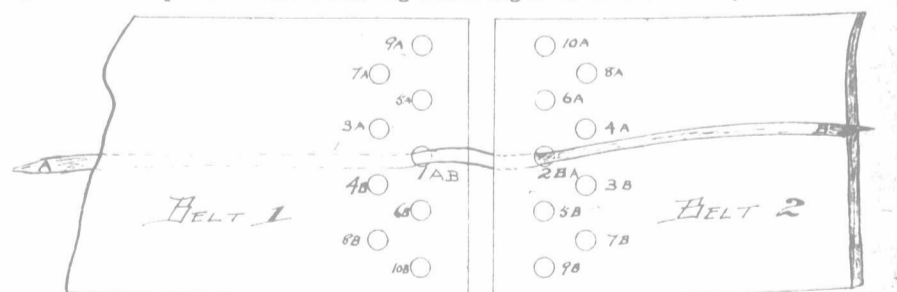 9A 10A
7A 8A
5A 6A
3A 4A
A 1AB 2BA
4B 3B
BELT 1 6B 5B BELT 2
8B 7B
10B 9B